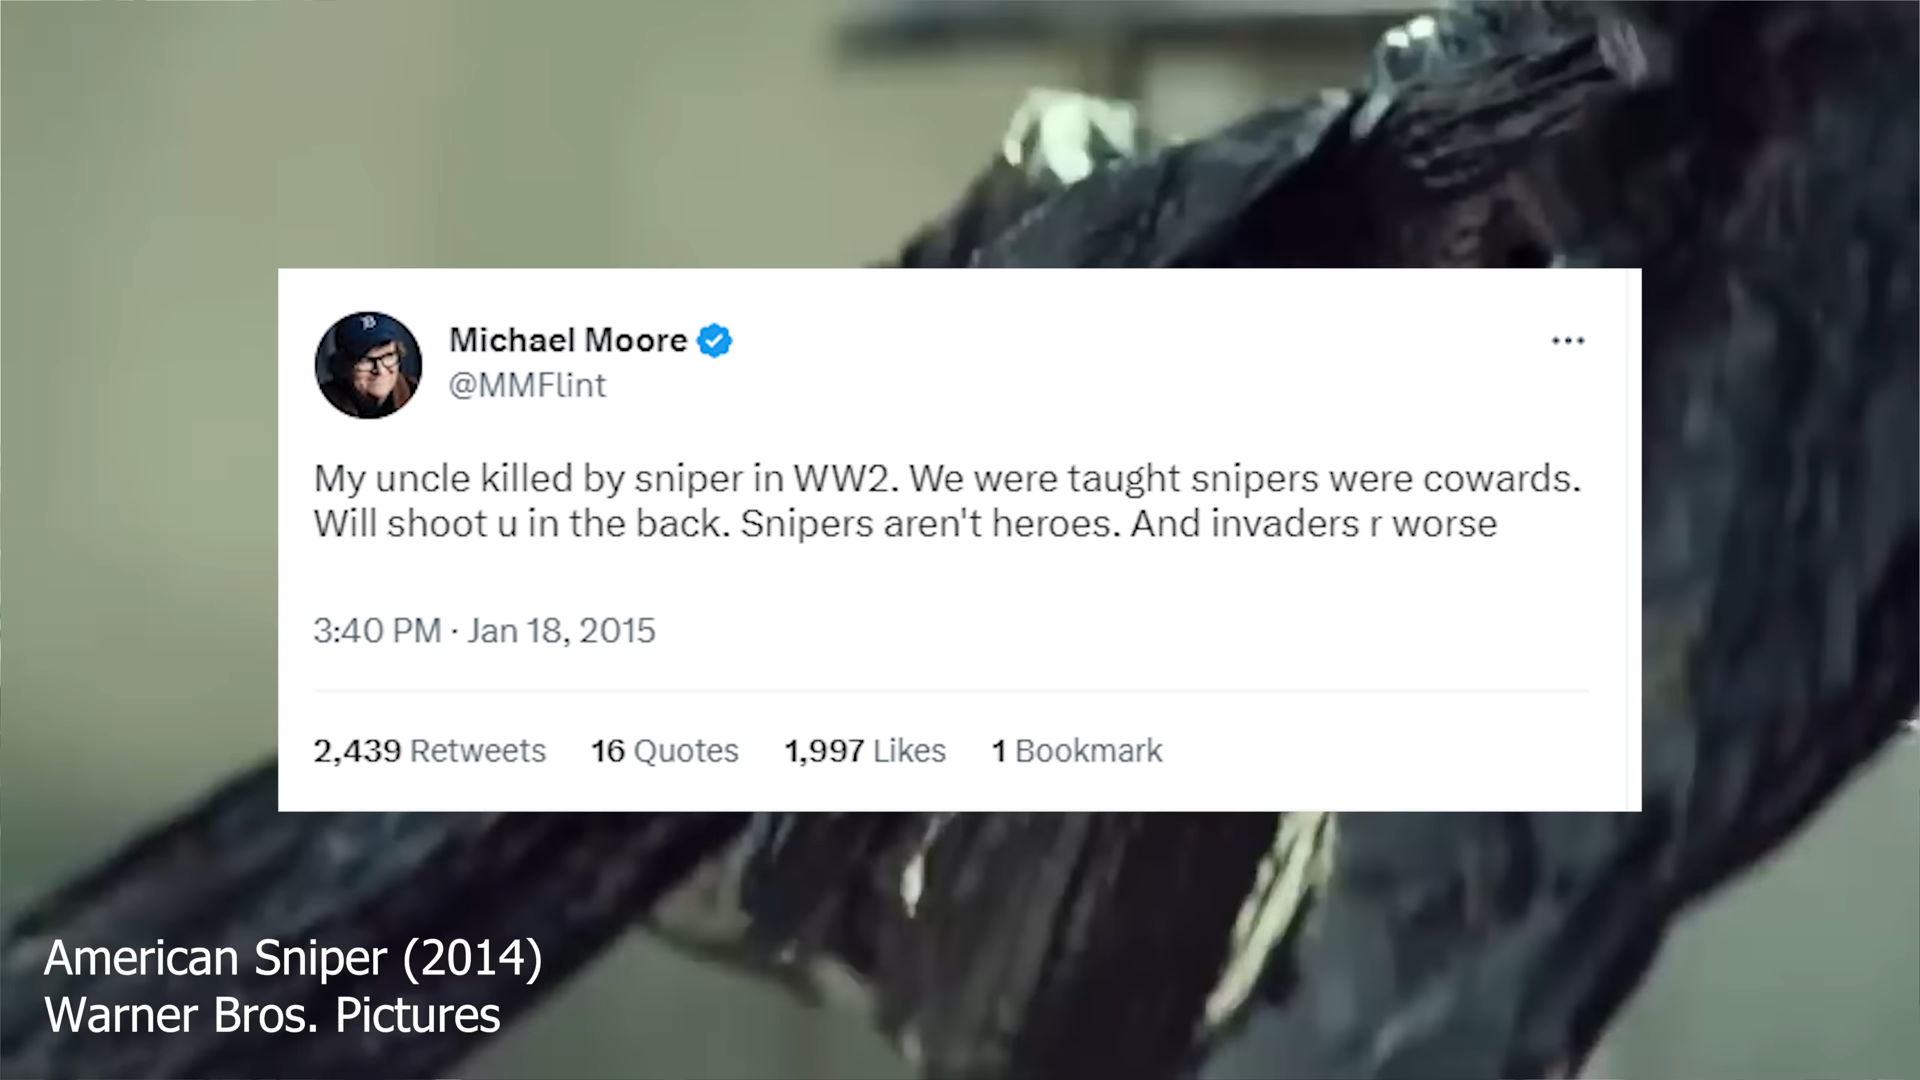 Michael Moore
@MMFlint
My uncle killed by sniper in WW2. We were taught snipers were cowards.
Will shoot u in the back. Snipers aren't heroes. And invaders r worse
3:40 PM · Jan 18, 2015
2,439 Retweets 16 Quotes 1,997 Likes 1 Bookmark
American Sniper (2014)
Warner Bros. Pictures